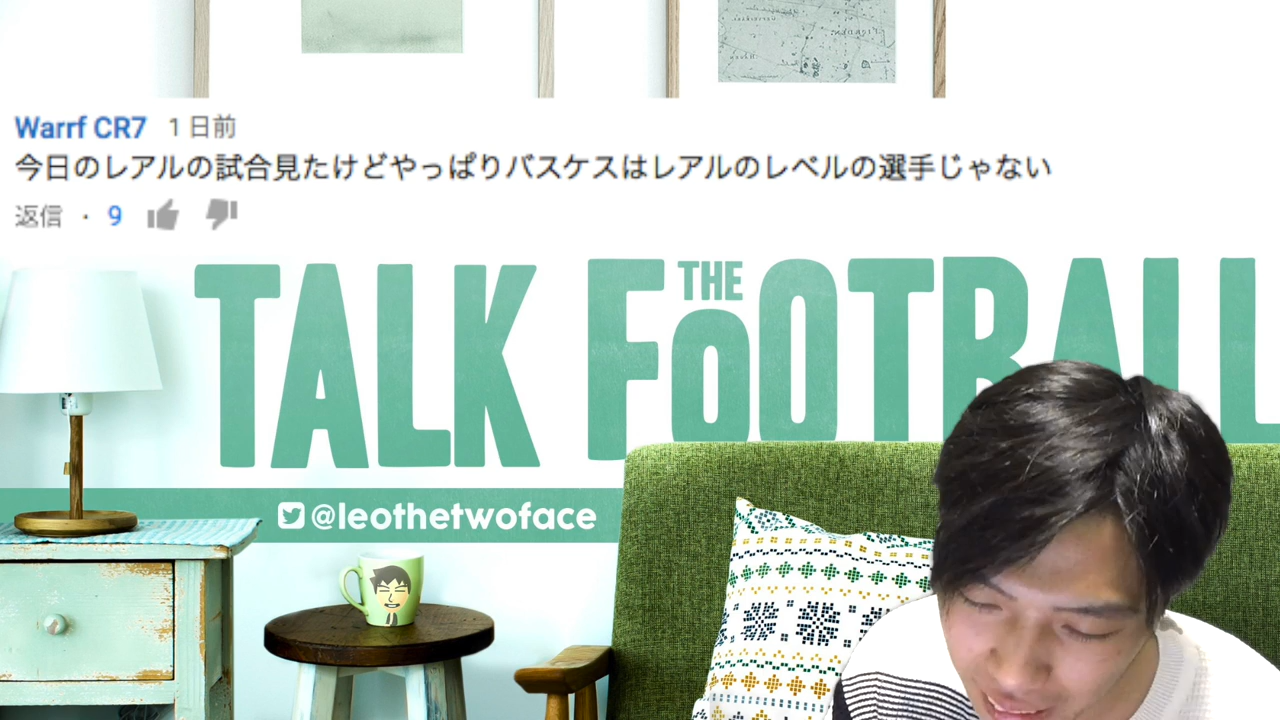 Warrf CR7 1 日前
今日のレアルの試合見たけどやっぱりバスケスはレアルのレベルの選手じゃない
返信 · 9
TALK THE FOOTBALL
@leothetwoface